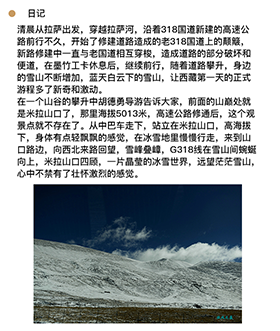 日记
清晨从拉萨出发，穿越拉萨河，沿着318国道新建的高速公
路前行不久，开始了修建道路造成的老318国道上的颠簸，
新路修建中一直与老国道相互穿梭，造成道路的部分破坏和
便道，在墨竹工卡休息后，继续前行，随着道路攀升，身边
的雪山不断增加，蓝天白云下的雪山，让西藏第一天的正式
游程多了新奇和激动。
在一个山谷的攀升中胡德勇导游告诉大家，前面的山巅处就
是米拉山口了，那里海拔5013米，高速公路修通后，这个观
景点就不存在了。从中巴车走下，站立在米拉山口，高海拔
下，身体有点轻飘飘的感觉，在冰雪地里慢慢行走，来到山
口路边，向西北来路回望，雪峰叠嶂，G318线在雪山间蜿蜒
向上，米拉山口四顾，一片晶莹的冰雪世界，远望茫茫雪山，
心中不禁有了壮怀激烈的感觉。